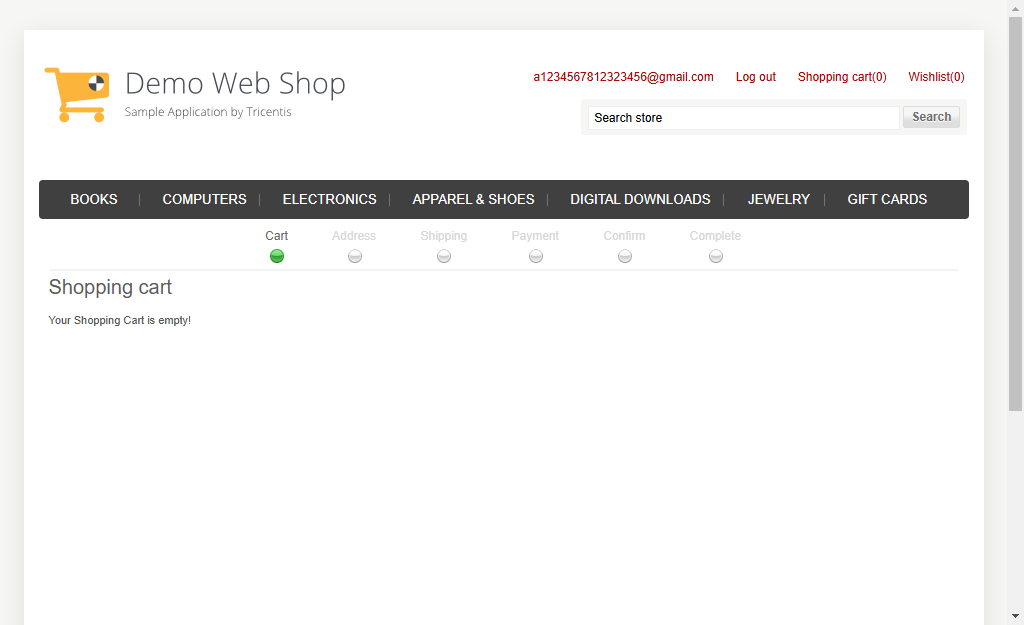 Demo Web Shop
Sample Application by Tricentis
a1234567812323456@gmail.com Log out Shopping cart(0) Wishlist(0)
Search store Search
BOOKS COMPUTERS ELECTRONICS APPAREL & SHOES DIGITAL DOWNLOADS JEWELRY GIFT CARDS
Cart Address Shipping Payment Confirm Complete
Shopping cart
Your Shopping Cart is empty!